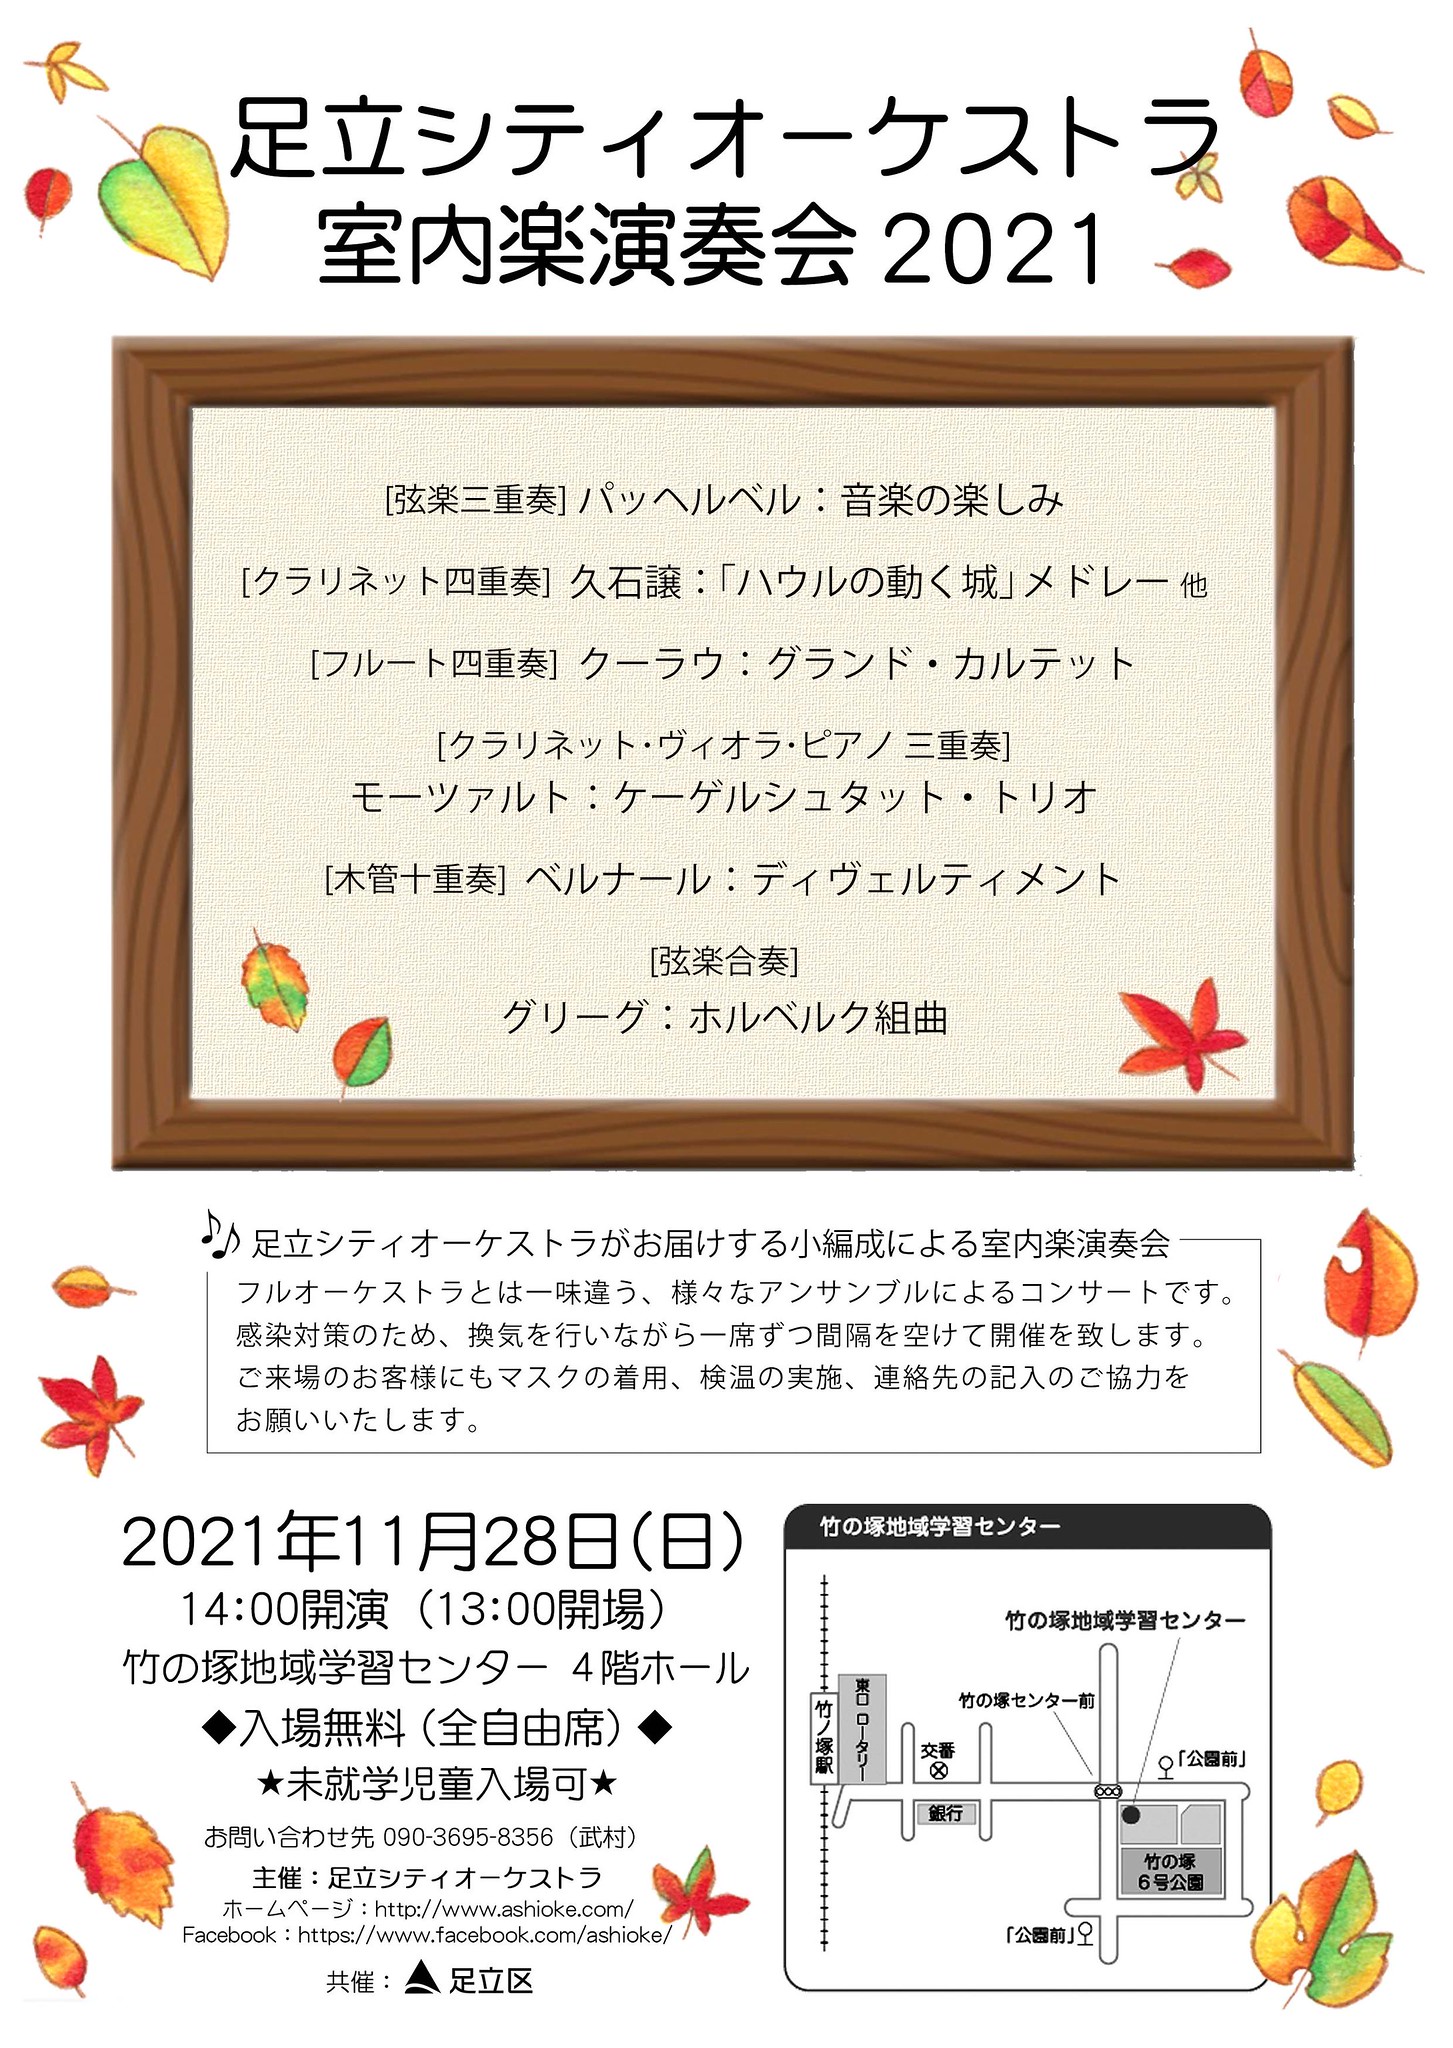 足立シティオーケストラ
室内楽演奏会 2021
[弦楽三重奏] パッヘルベル：音楽の楽しみ
[クラリネット四重奏] 久石譲：「ハウルの動く城」メドレー 他
[フルート四重奏] クーラウ：グランド・カルテット
[クラリネット･ヴィオラ･ピアノ 三重奏]
モーツァルト：ケーゲルシュタット・トリオ
[木管十重奏] ベルナール：ディヴェルティメント
[弦楽合奏]
グリーグ：ホルベルク組曲
足立シティオーケストラがお届けする小編成による室内楽演奏会
フルオーケストラとは一味違う、様々なアンサンブルによるコンサートです。
感染対策のため、換気を行いながら一席ずつ間隔を空けて開催を致します。
ご来場のお客様にもマスクの着用、検温の実施、連絡先の記入のご協力を
お願いいたします。
2021年11月28日(日)
14:00開演（13:00開場）
竹の塚地域学習センター ４階ホール
◆入場無料（全自由席）◆
★未就学児童入場可★
お問い合わせ先 090-3695-8356（武村）
主催：足立シティオーケストラ
ホームページ：http://www.ashioke.com/
Facebook：https://www.facebook.com/ashioke/
共催： 足立区
竹の塚地域学習センター
竹の塚地域学習センター
竹の塚センター前
東口 ロータリー
竹ノ塚駅
交番
「公園前」
銀行
竹の塚
６号公園
「公園前」